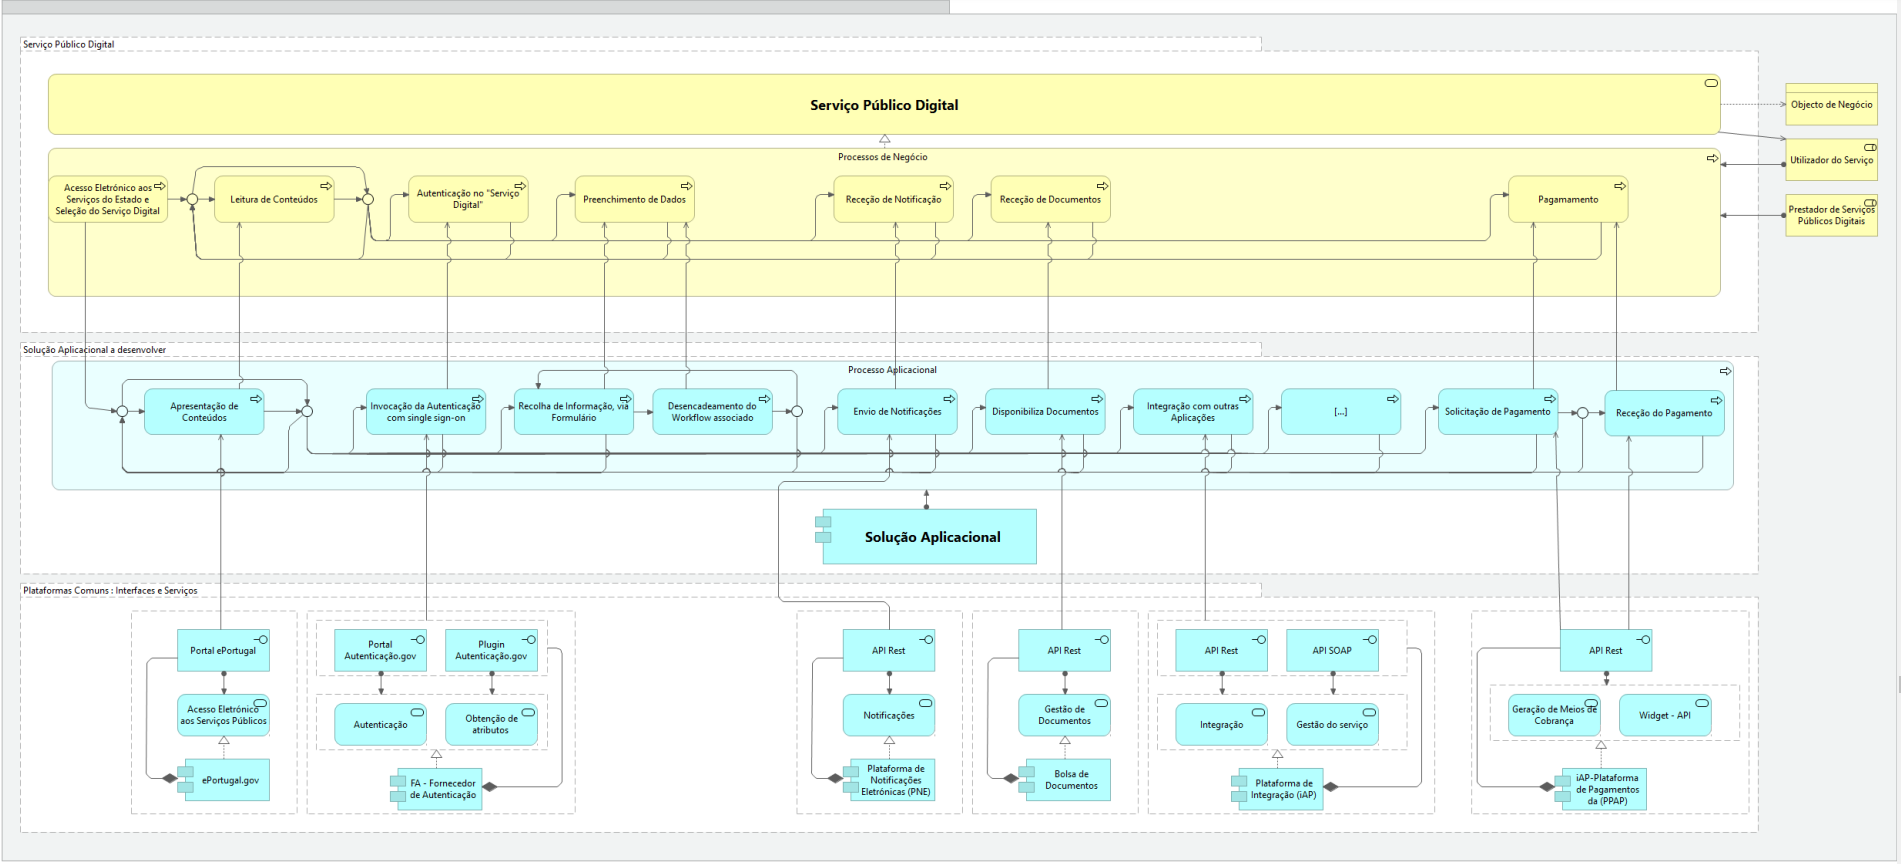 Serviço Público Digital
Serviço Público Digital
Objecto de Negócio
Processos de Negócio
Utilizador do Serviço
Acesso Eletrónico aos
Serviços do Estado e
Seleção do Serviço Digital
Leitura de Conteúdos
Autenticação no "Serviço
Digital"
Preenchimento de Dados
Receção de Notificação
Receção de Documentos
Pagamamento
Prestador de Serviços
Públicos Digitais
Solução Aplicacional a desenvolver
Processo Aplicacional
Apresentação de
Conteúdos
Invocação da Autenticação
com single sign-on
Recolha de Informação, via
Formulário
Desencadeamento do
Workflow associado
Envio de Notificações
Disponibiliza Documentos
Integração com outras
Aplicações
[...]
Solicitação de Pagamento
Receção do Pagamento
Solução Aplicacional
Plataformas Comuns : Interfaces e Serviços
Portal ePortugal
Portal
Autenticação.gov
Plugin
Autenticação.gov
API Rest
API Rest
API Rest
API SOAP
API Rest
Acesso Eletrónico
aos Serviços Públicos
Autenticação
Obtenção de
atributos
Notificações
Gestão de
Documentos
Integração
Gestão do serviço
Geração de Meios de
Cobrança
Widget - API
ePortugal.gov
FA - Fornecedor
de Autenticação
Plataforma de
Notificações
Eletrónicas (PNE)
Bolsa de
Documentos
Plataforma de
Integração (iAP)
iAP-Plataforma
de Pagamentos
da (PPAP)